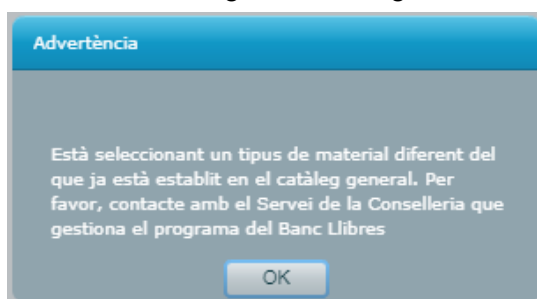 Advertència
Està seleccionant un tipus de material diferent del
que ja està establit en el catàleg general. Per
favor, contacte amb el Servei de la Conselleria que
gestiona el programa del Banc Llibres
OK